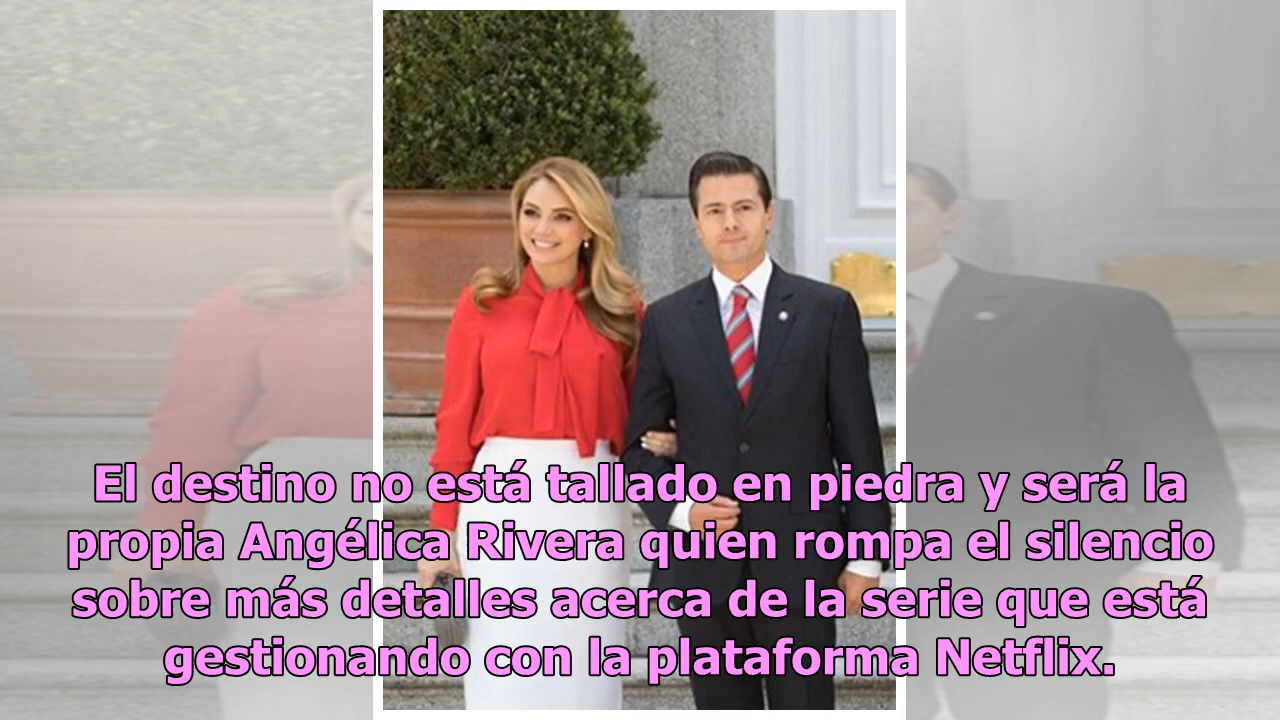 El destino no está tallado en piedra y será la
propia Angélica Rivera quien rompa el silencio
sobre más detalles acerca de la serie que está
gestionando con la plataforma Netflix.